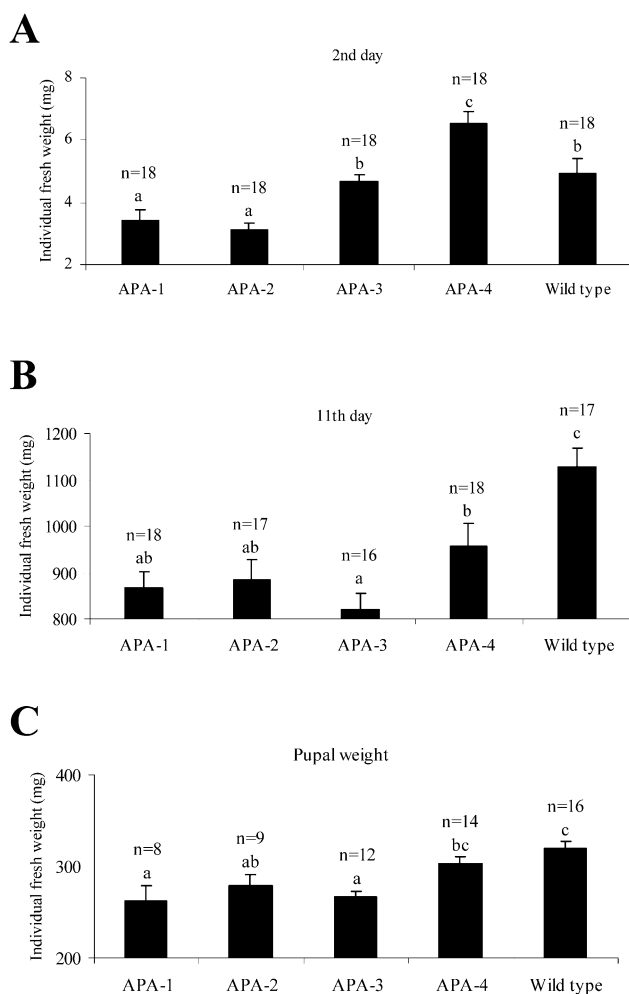 A
2nd day
Individual fresh weight (mg)
8
6
4
2
n=18
a
n=18
a
n=18
b
n=18
c
n=18
b
APA-1 APA-2 APA-3 APA-4 Wild type
B
11th day
Individual fresh weight (mg)
1200
1100
1000
900
800
n=18
ab
n=17
ab
n=16
a
n=18
b
n=17
c
APA-1 APA-2 APA-3 APA-4 Wild type
C
Pupal weight
Individual fresh weight (mg)
400
300
200
n=8
a
n=9
ab
n=12
a
n=14
bc
n=16
c
APA-1 APA-2 APA-3 APA-4 Wild type